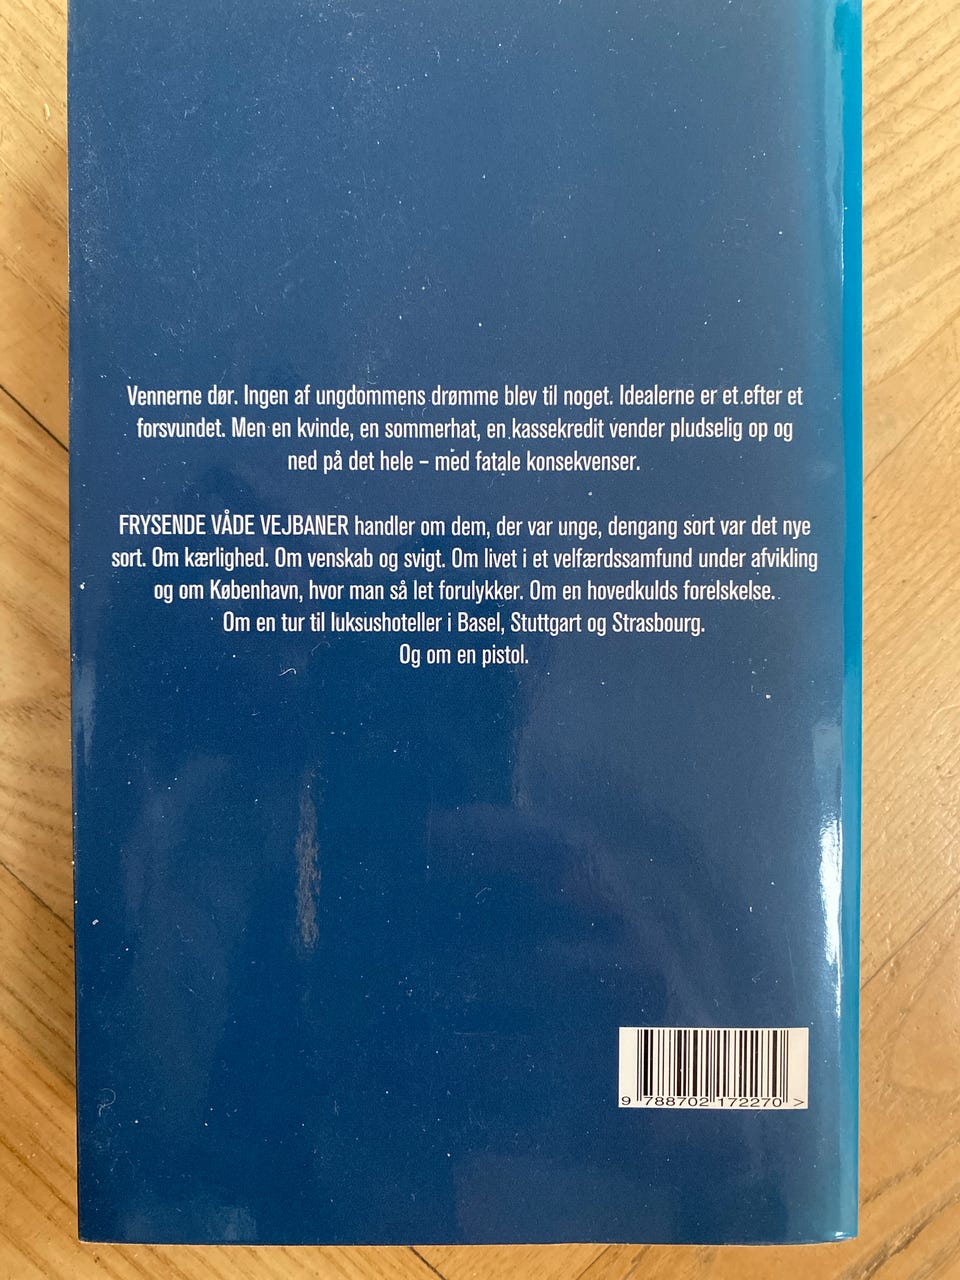 Vennerne dør. Ingen af ungdommens drømme blev til noget. Idealerne er et efter et
forsvundet. Men en kvinde, en sommerhat, en kassekredit vender pludselig op og
ned på det hele – med fatale konsekvenser.
FRYSENDE VÅDE VEJBANER handler om dem, der var unge, dengang sort var det nye
sort. Om kærlighed. Om venskab og svigt. Om livet i et velfærdssamfund under afvikling
og om København, hvor man så let forulykker. Om en hovedkulds forelskelse.
Om en tur til luksushoteller i Basel, Stuttgart og Strasbourg.
Og om en pistol.
9 788702 172270 >